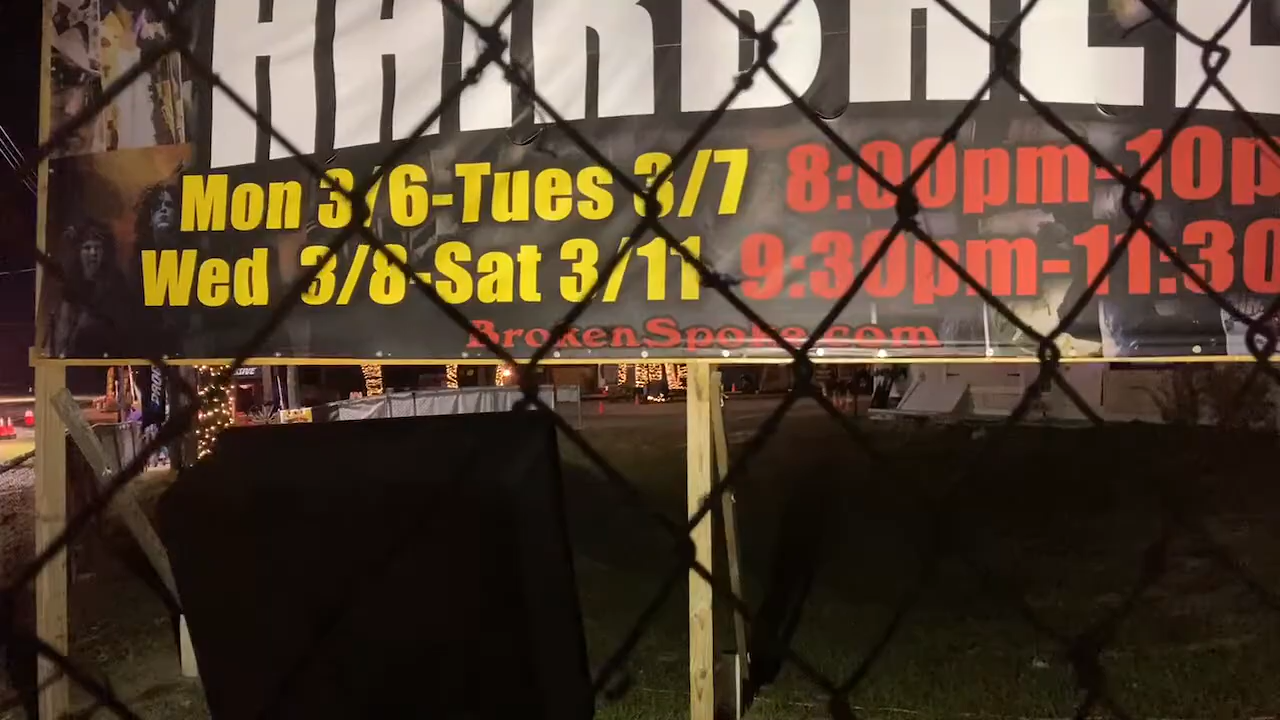 HAIRBALL
Mon 3/6-Tues 3/7 8:00pm-10p
Wed 3/8-Sat 3/11 9:30pm-11:30
BrokenSpoke.com